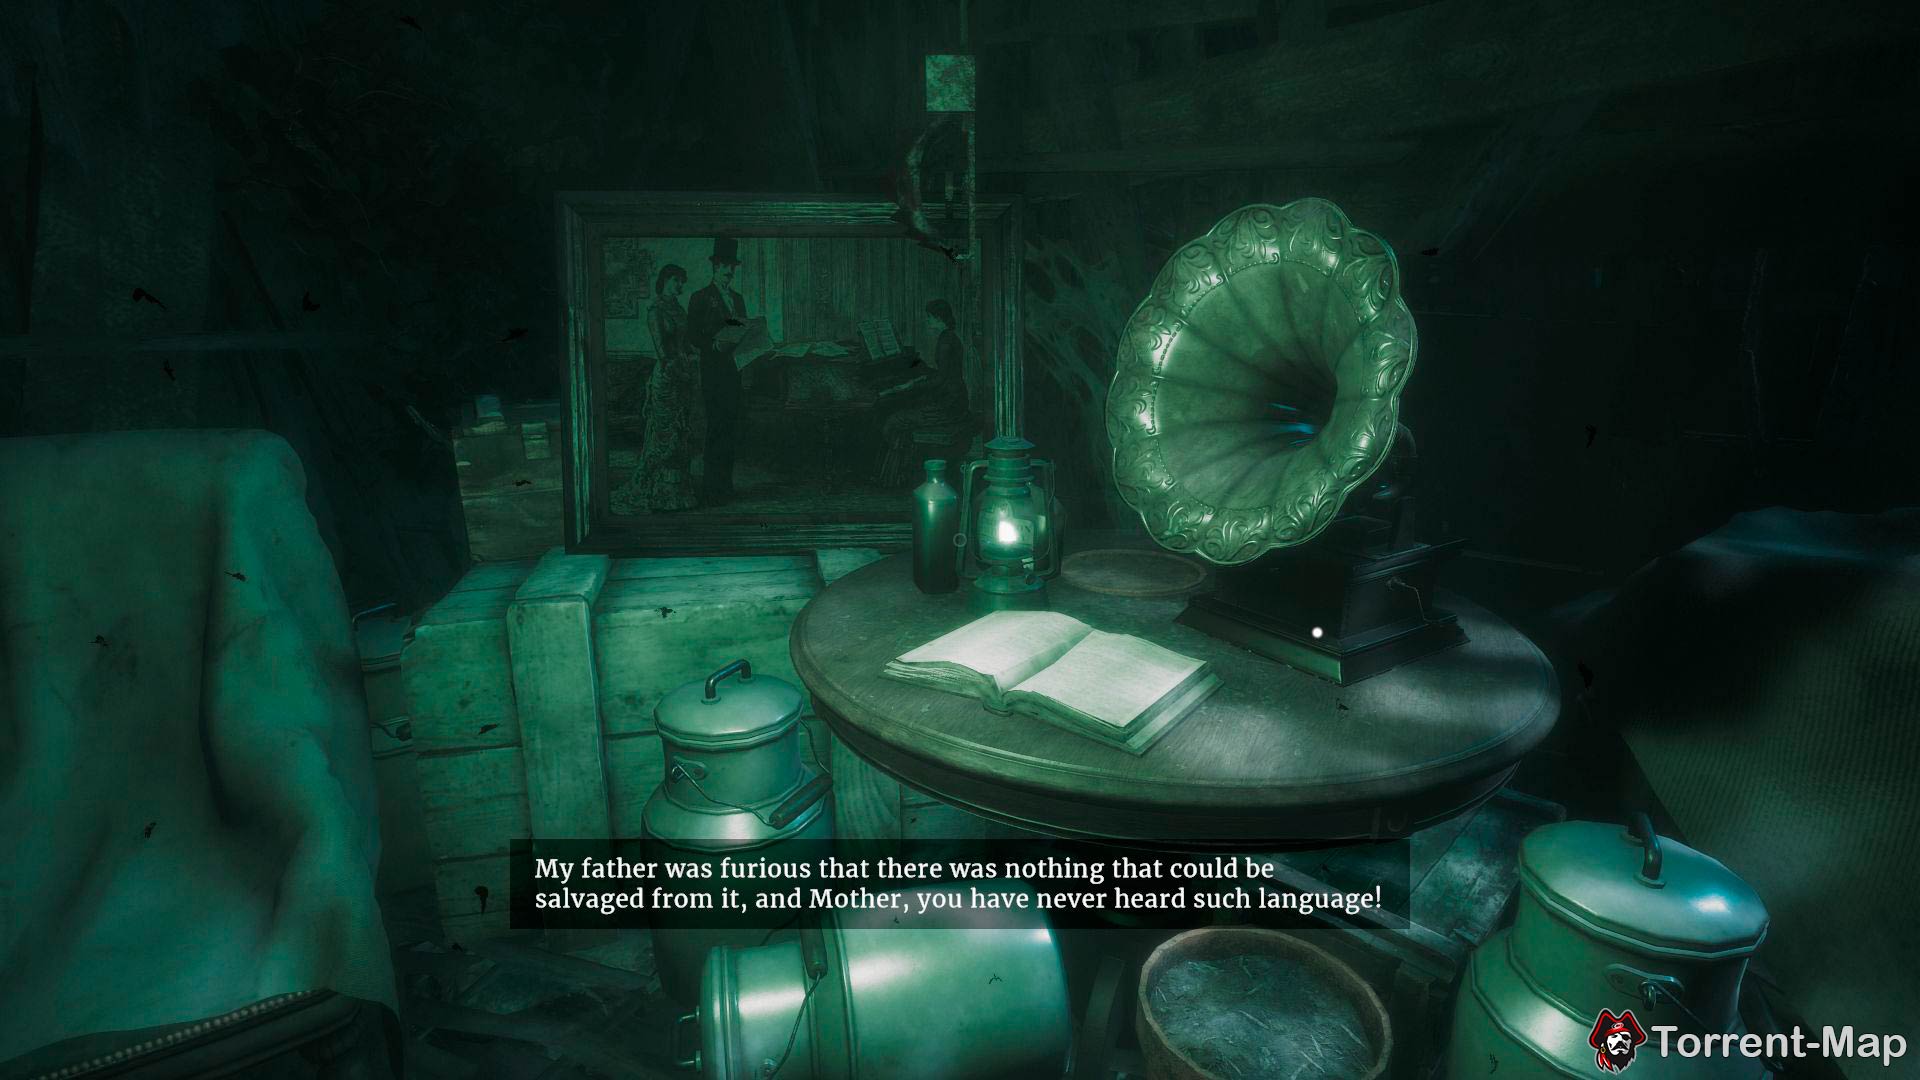 My father was furious that there was nothing that could be
salvaged from it, and Mother, you have never heard such language!
Torrent-Map